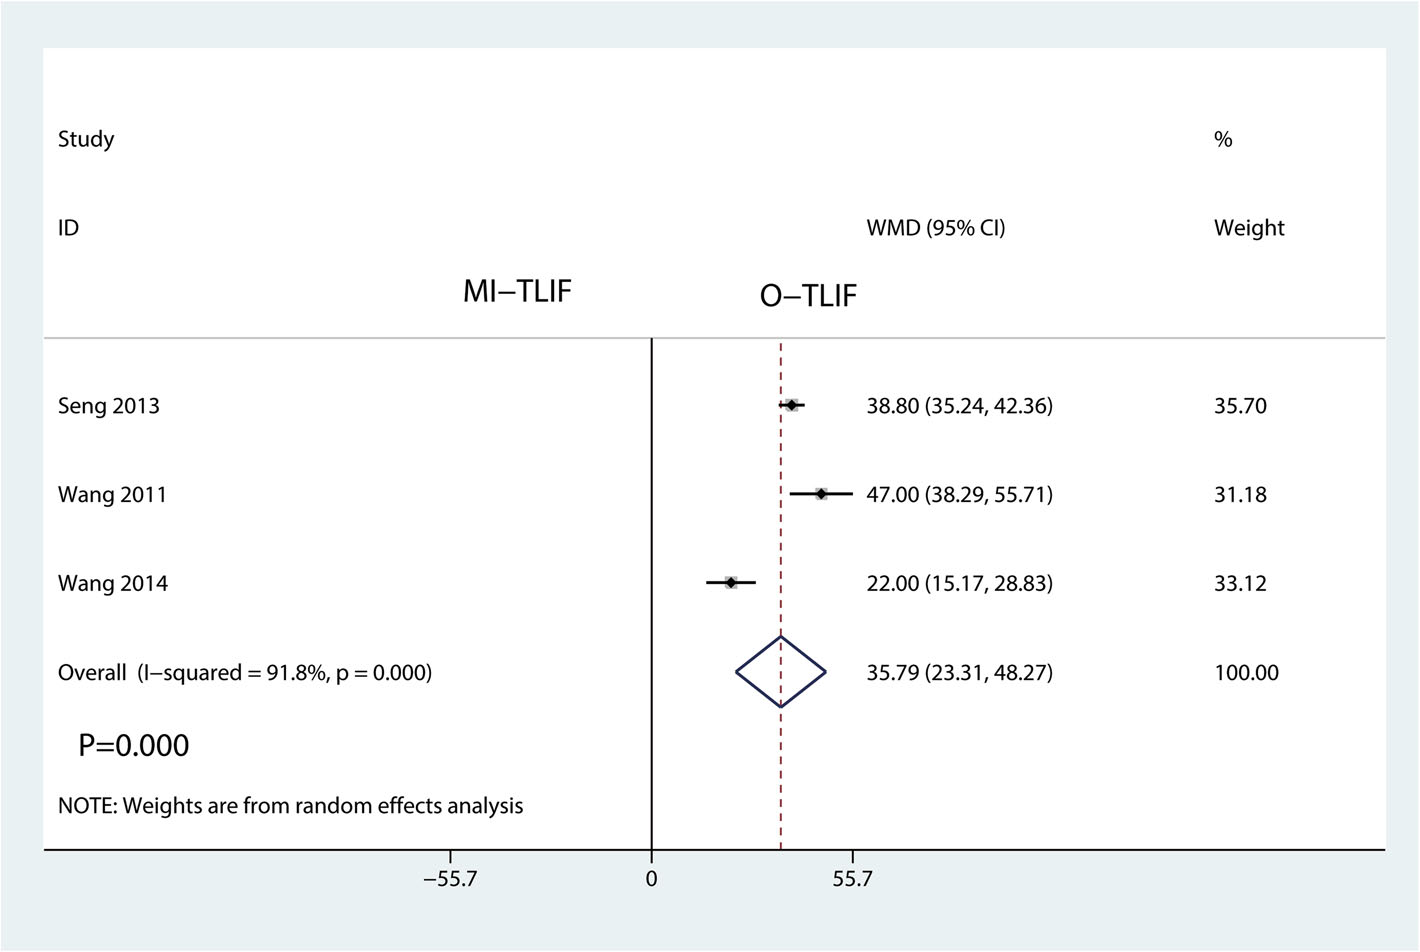 Study %
ID WMD (95% CI) Weight
MI–TLIF O–TLIF
Seng 2013 38.80 (35.24, 42.36) 35.70
Wang 2011 47.00 (38.29, 55.71) 31.18
Wang 2014 22.00 (15.17, 28.83) 33.12
Overall (I–squared = 91.8%, p = 0.000) 35.79 (23.31, 48.27) 100.00
P=0.000
NOTE: Weights are from random effects analysis
–55.7 0 55.7